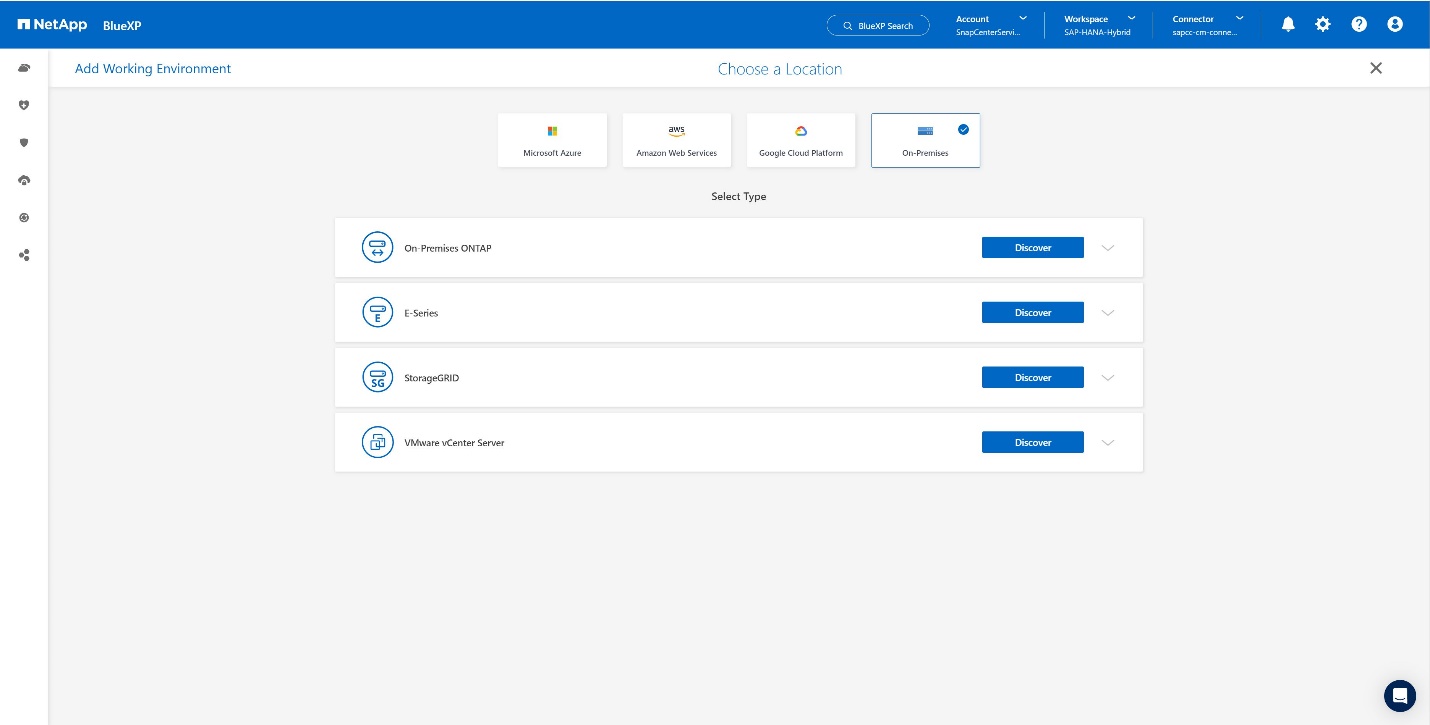 NetApp BlueXP
BlueXP Search
Account
SnapCenterServi...
Workspace
SAP-HANA-Hybrid
Connector
sapcc-cm-conne...
Add Working Environment
Choose a Location
Microsoft Azure
aws
Amazon Web Services
Google Cloud Platform
On-Premises
Select Type
On-Premises ONTAP
Discover
E
E-Series
Discover
SG
StorageGRID
Discover
VMware vCenter Server
Discover